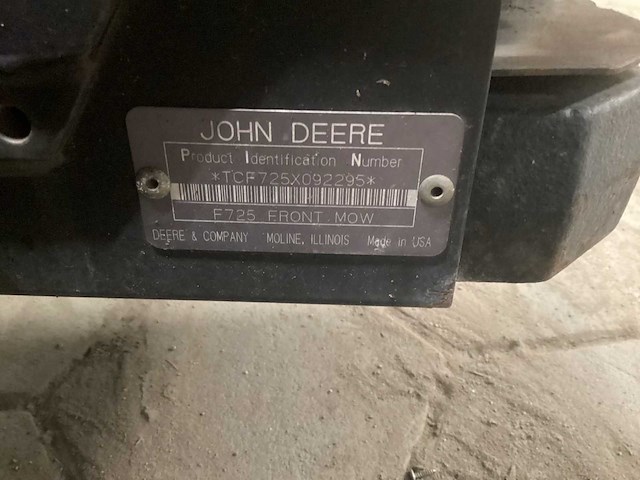 JOHN DEERE
Product Identification Number
*TCF725X092295*
F725 FRONT MOW
DEERE & COMPANY MOLINE, ILLINOIS Made in USA